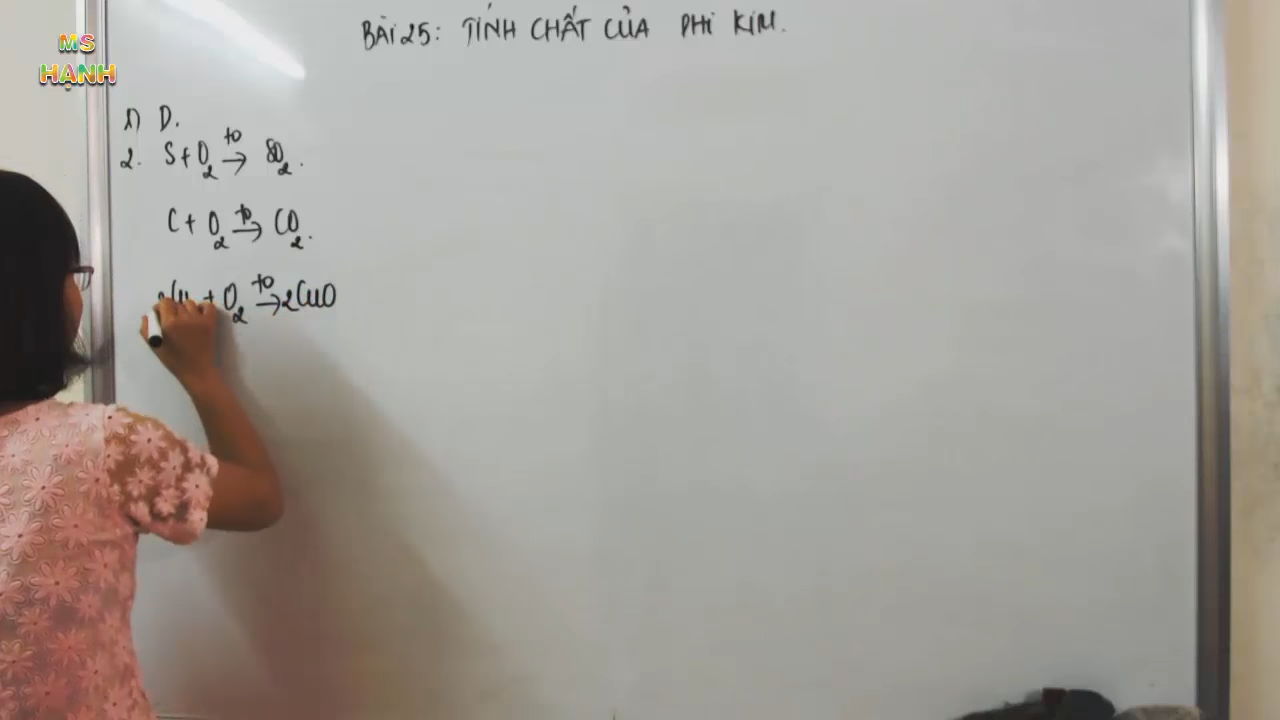 MS
HẠNH
BÀI 25: TÍNH CHẤT CỦA PHI KIM.
1) D.
2. S + O₂ →(to) SO₂.
C + O₂ →(to) CO₂.
2Cu + O₂ →(to) 2CuO